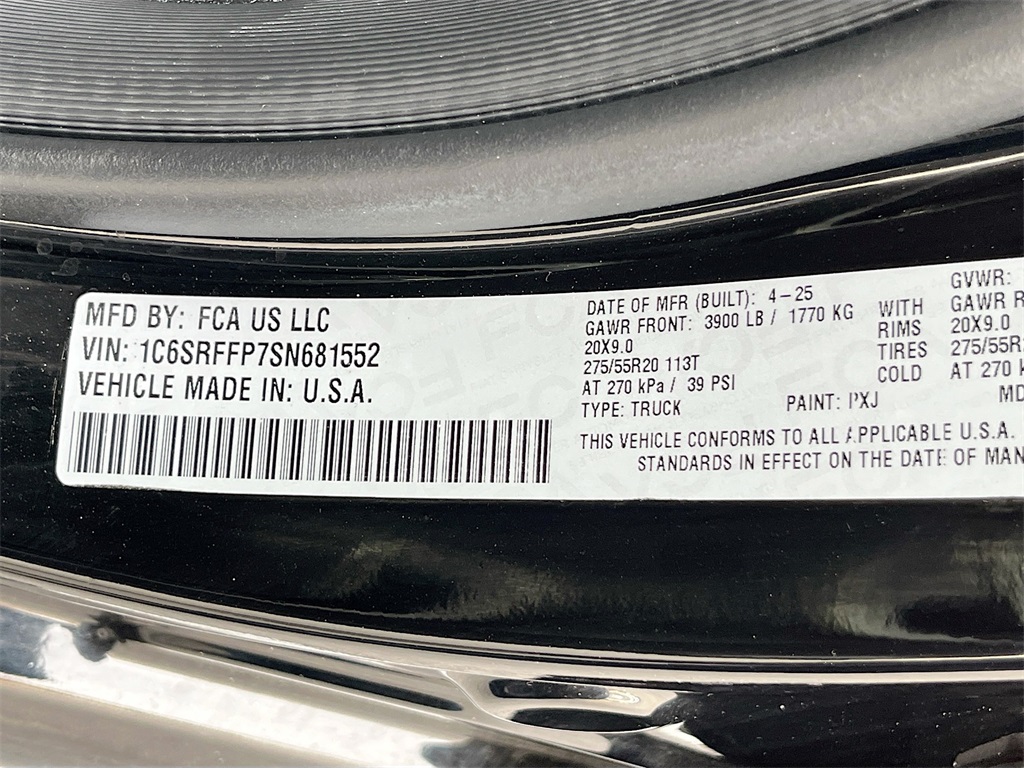 MFD BY: FCA US LLC
VIN: 1C6SRFFP7SN681552
VEHICLE MADE IN: U.S.A.
DATE OF MFR (BUILT): 4-25
GAWR FRONT: 3900 LB / 1770 KG
20X9.0
275/55R20 113T
AT 270 kPa / 39 PSI
TYPE: TRUCK
PAINT: PXJ
WITH
RIMS
TIRES
COLD
GVWR:
GAWR R
20X9.0
275/55R
AT 270 k
MD
THIS VEHICLE CONFORMS TO ALL APPLICABLE U.S.A.
STANDARDS IN EFFECT ON THE DATE OF MAN